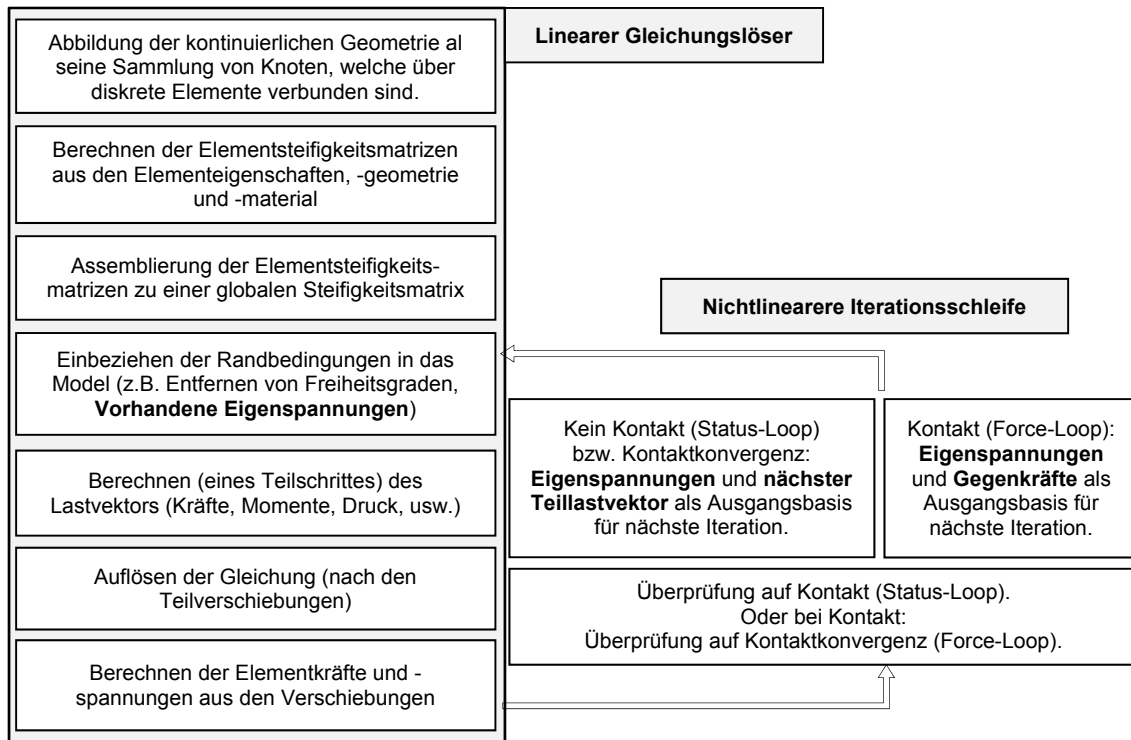 Linearer Gleichungslöser
Abbildung der kontinuierlichen Geometrie al
seine Sammlung von Knoten, welche über
diskrete Elemente verbunden sind.
Berechnen der Elementsteifigkeitsmatrizen
aus den Elementeigenschaften, -geometrie
und -material
Assemblierung der Elementsteifigkeits-
matrizen zu einer globalen Steifigkeitsmatrix
Einbeziehen der Randbedingungen in das
Model (z.B. Entfernen von Freiheitsgraden,
Vorhandene Eigenspannungen)
Berechnen (eines Teilschrittes) des
Lastvektors (Kräfte, Momente, Druck, usw.)
Auflösen der Gleichung (nach den
Teilverschiebungen)
Berechnen der Elementkräfte und -
spannungen aus den Verschiebungen
Nichtlinearere Iterationsschleife
Kein Kontakt (Status-Loop)
bzw. Kontaktkonvergenz:
Eigenspannungen und nächster
Teillastvektor als Ausgangsbasis
für nächste Iteration.
Kontakt (Force-Loop):
Eigenspannungen
und Gegenkräfte als
Ausgangbasis für
nächste Iteration.
Überprüfung auf Kontakt (Status-Loop).
Oder bei Kontakt:
Überprüfung auf Kontaktkonvergenz (Force-Loop).